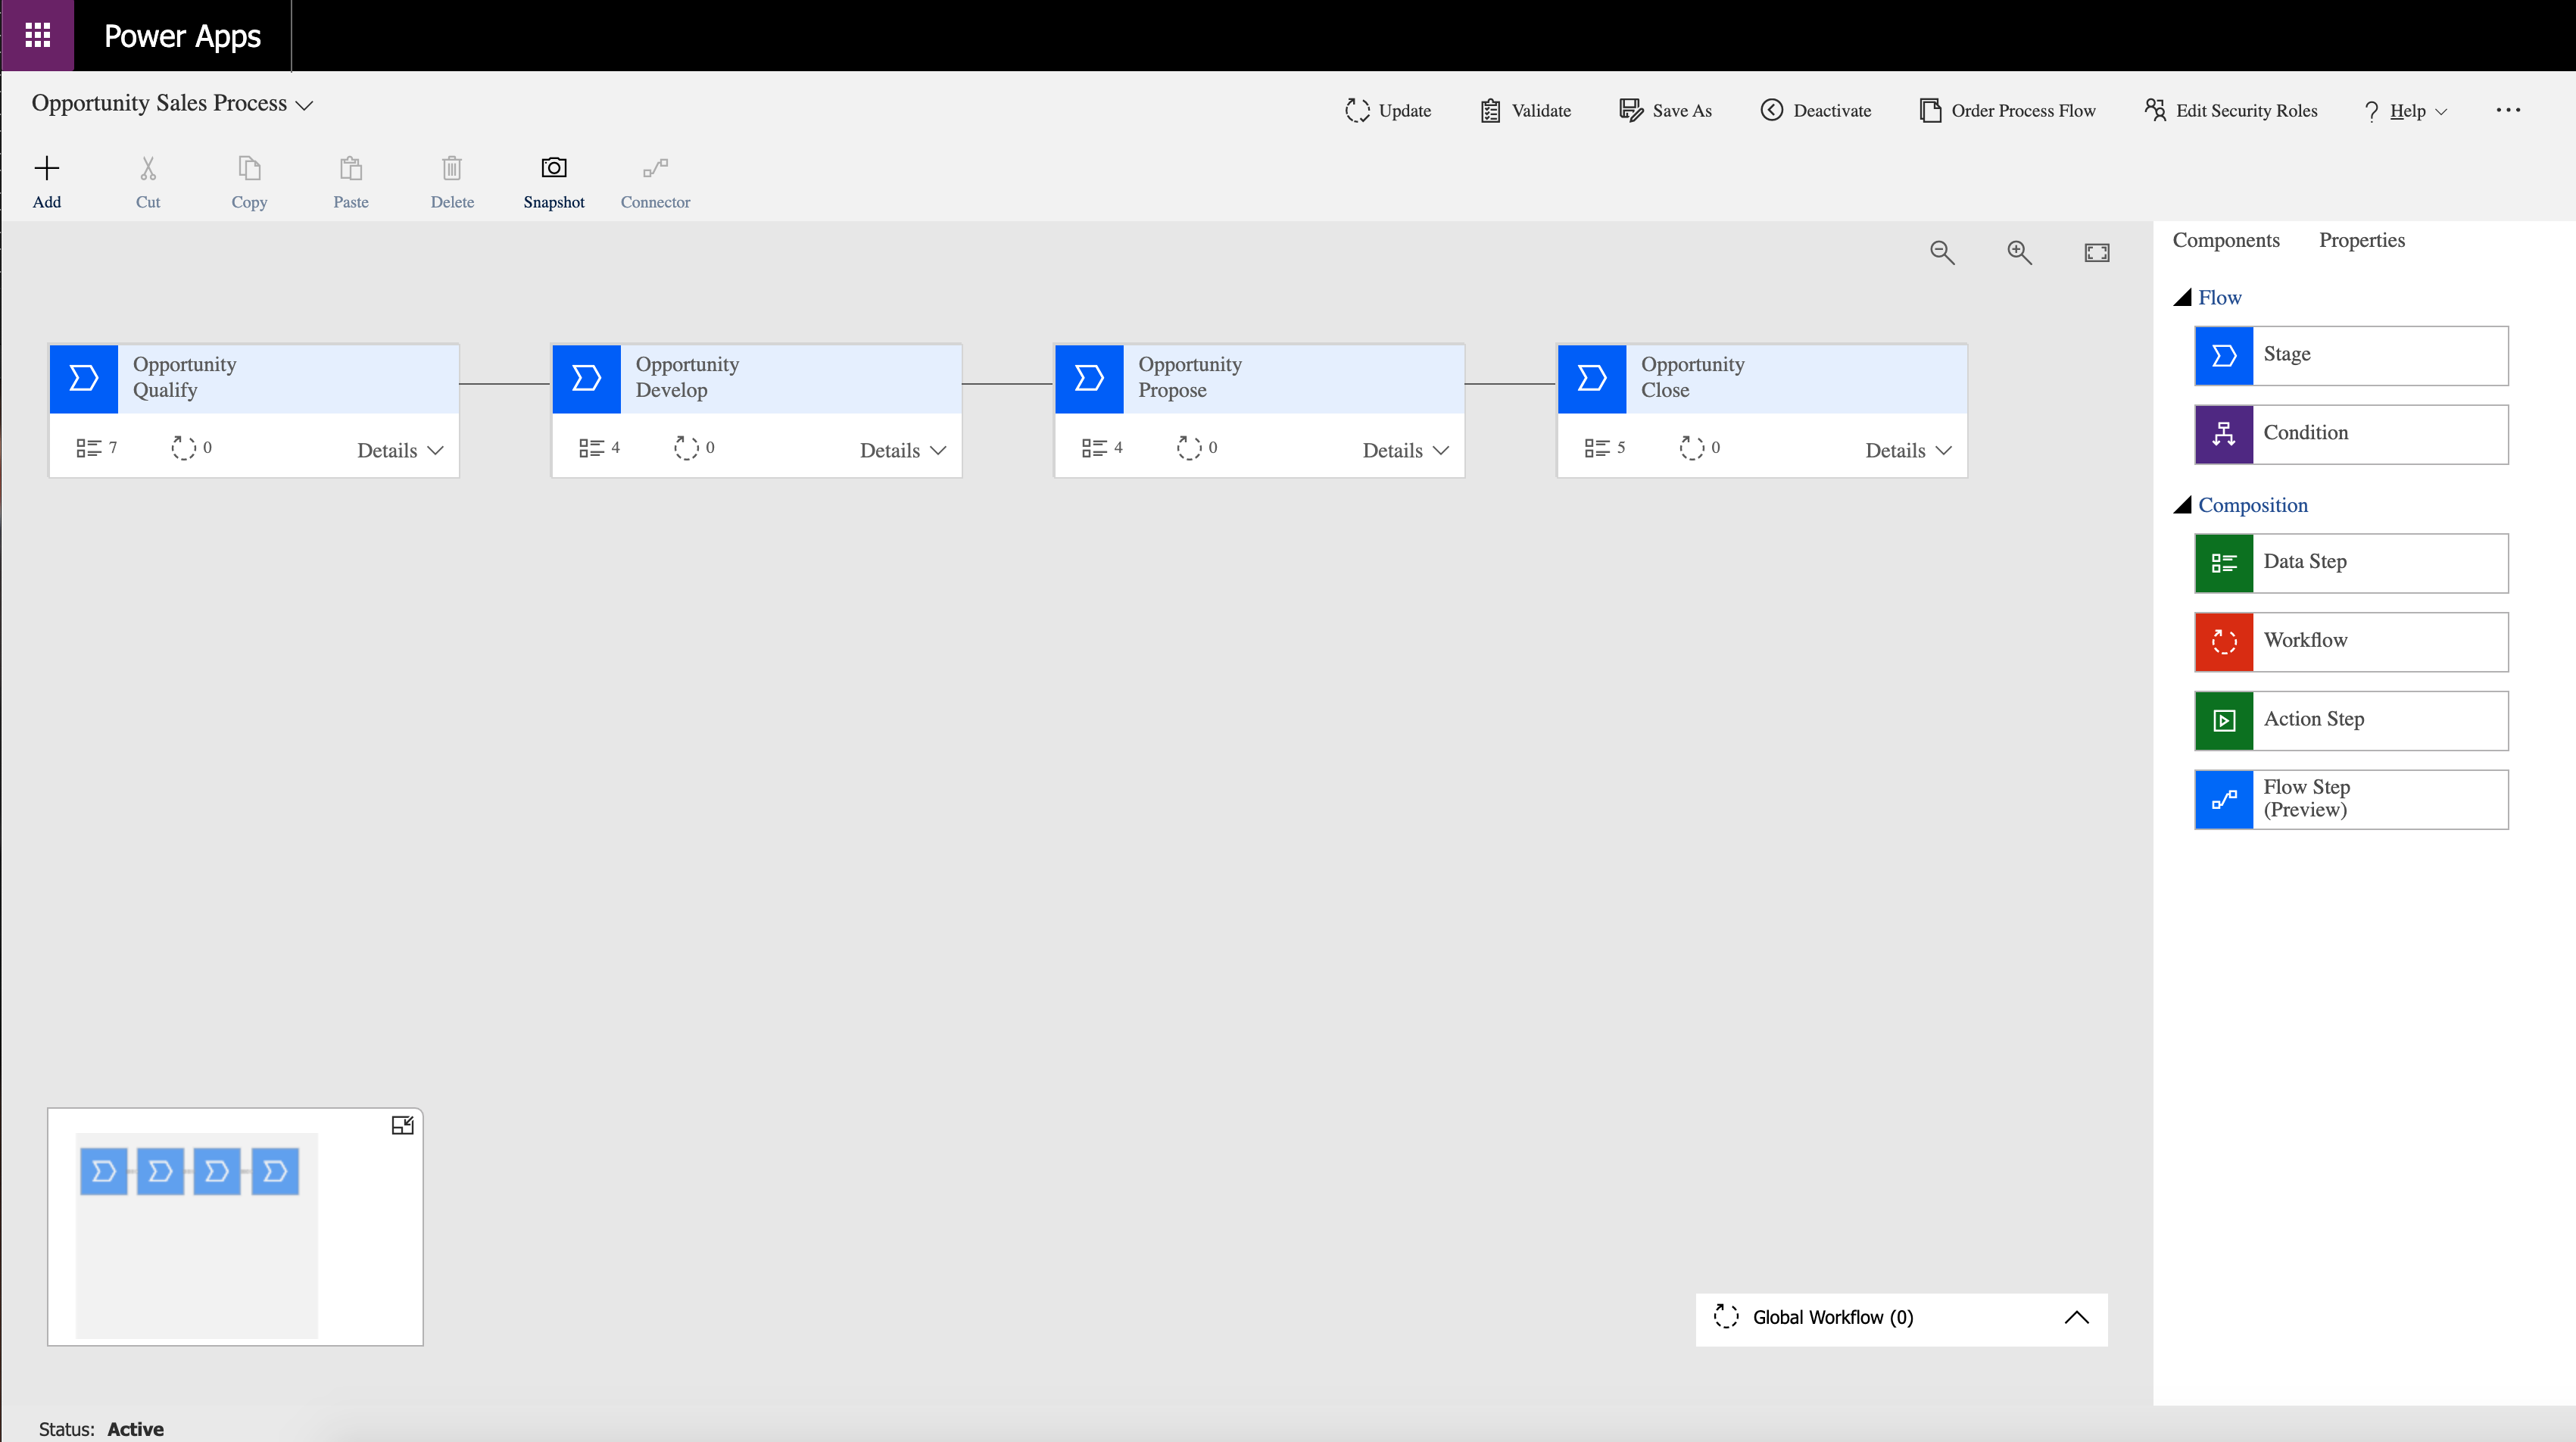 Power Apps
Opportunity Sales Process
Update Validate Save As Deactivate Order Process Flow Edit Security Roles ? Help ...
Add Cut Copy Paste Delete Snapshot Connector
Components Properties
Flow
Stage
Condition
Composition
Data Step
Workflow
Action Step
Flow Step
(Preview)
Opportunity
Qualify
7 0 Details
Opportunity
Develop
4 0 Details
Opportunity
Propose
4 0 Details
Opportunity
Close
5 0 Details
Global Workflow (0)
Status: Active